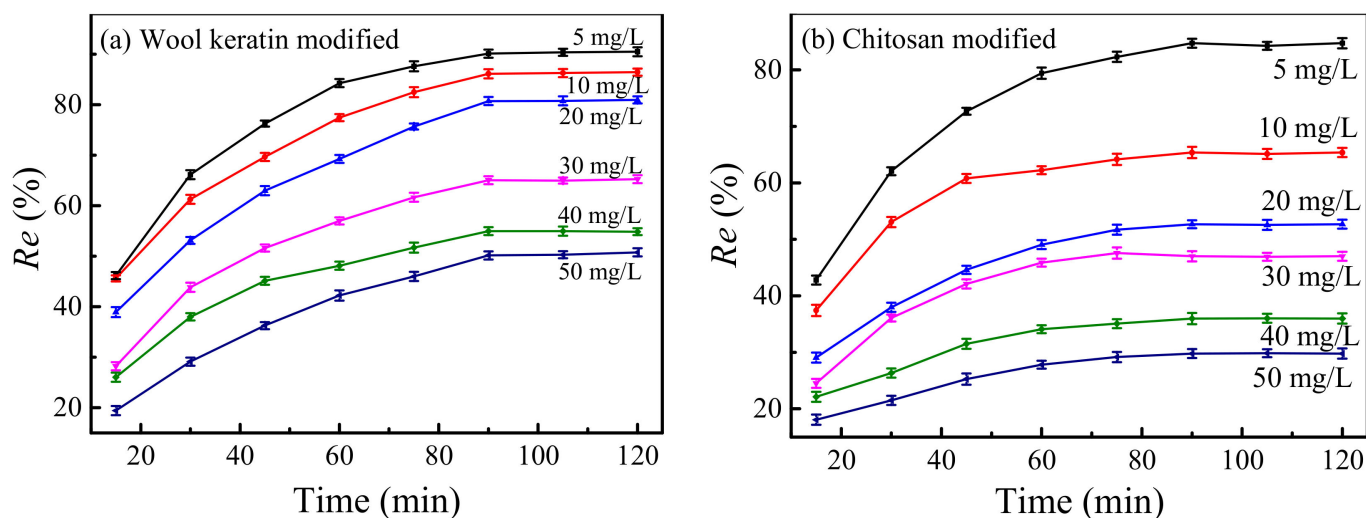 (a) Wool keratin modified
5 mg/L
10 mg/L
20 mg/L
30 mg/L
40 mg/L
50 mg/L
Re (%)
80
60
40
20
20 40 60 80 100 120
Time (min)
(b) Chitosan modified
5 mg/L
10 mg/L
20 mg/L
30 mg/L
40 mg/L
50 mg/L
Re (%)
80
60
40
20
20 40 60 80 100 120
Time (min)